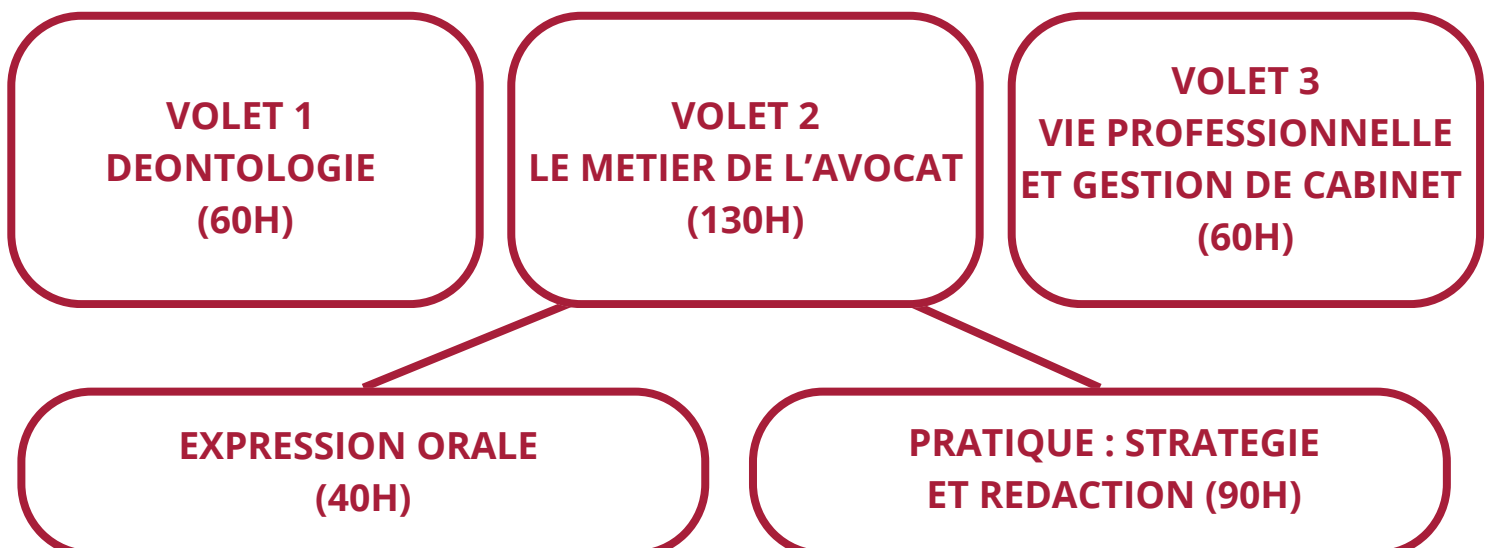 VOLET 1
DEONTOLOGIE
(60H)
VOLET 2
LE METIER DE L’AVOCAT
(130H)
VOLET 3
VIE PROFESSIONNELLE
ET GESTION DE CABINET
(60H)
EXPRESSION ORALE
(40H)
PRATIQUE : STRATEGIE
ET REDACTION (90H)